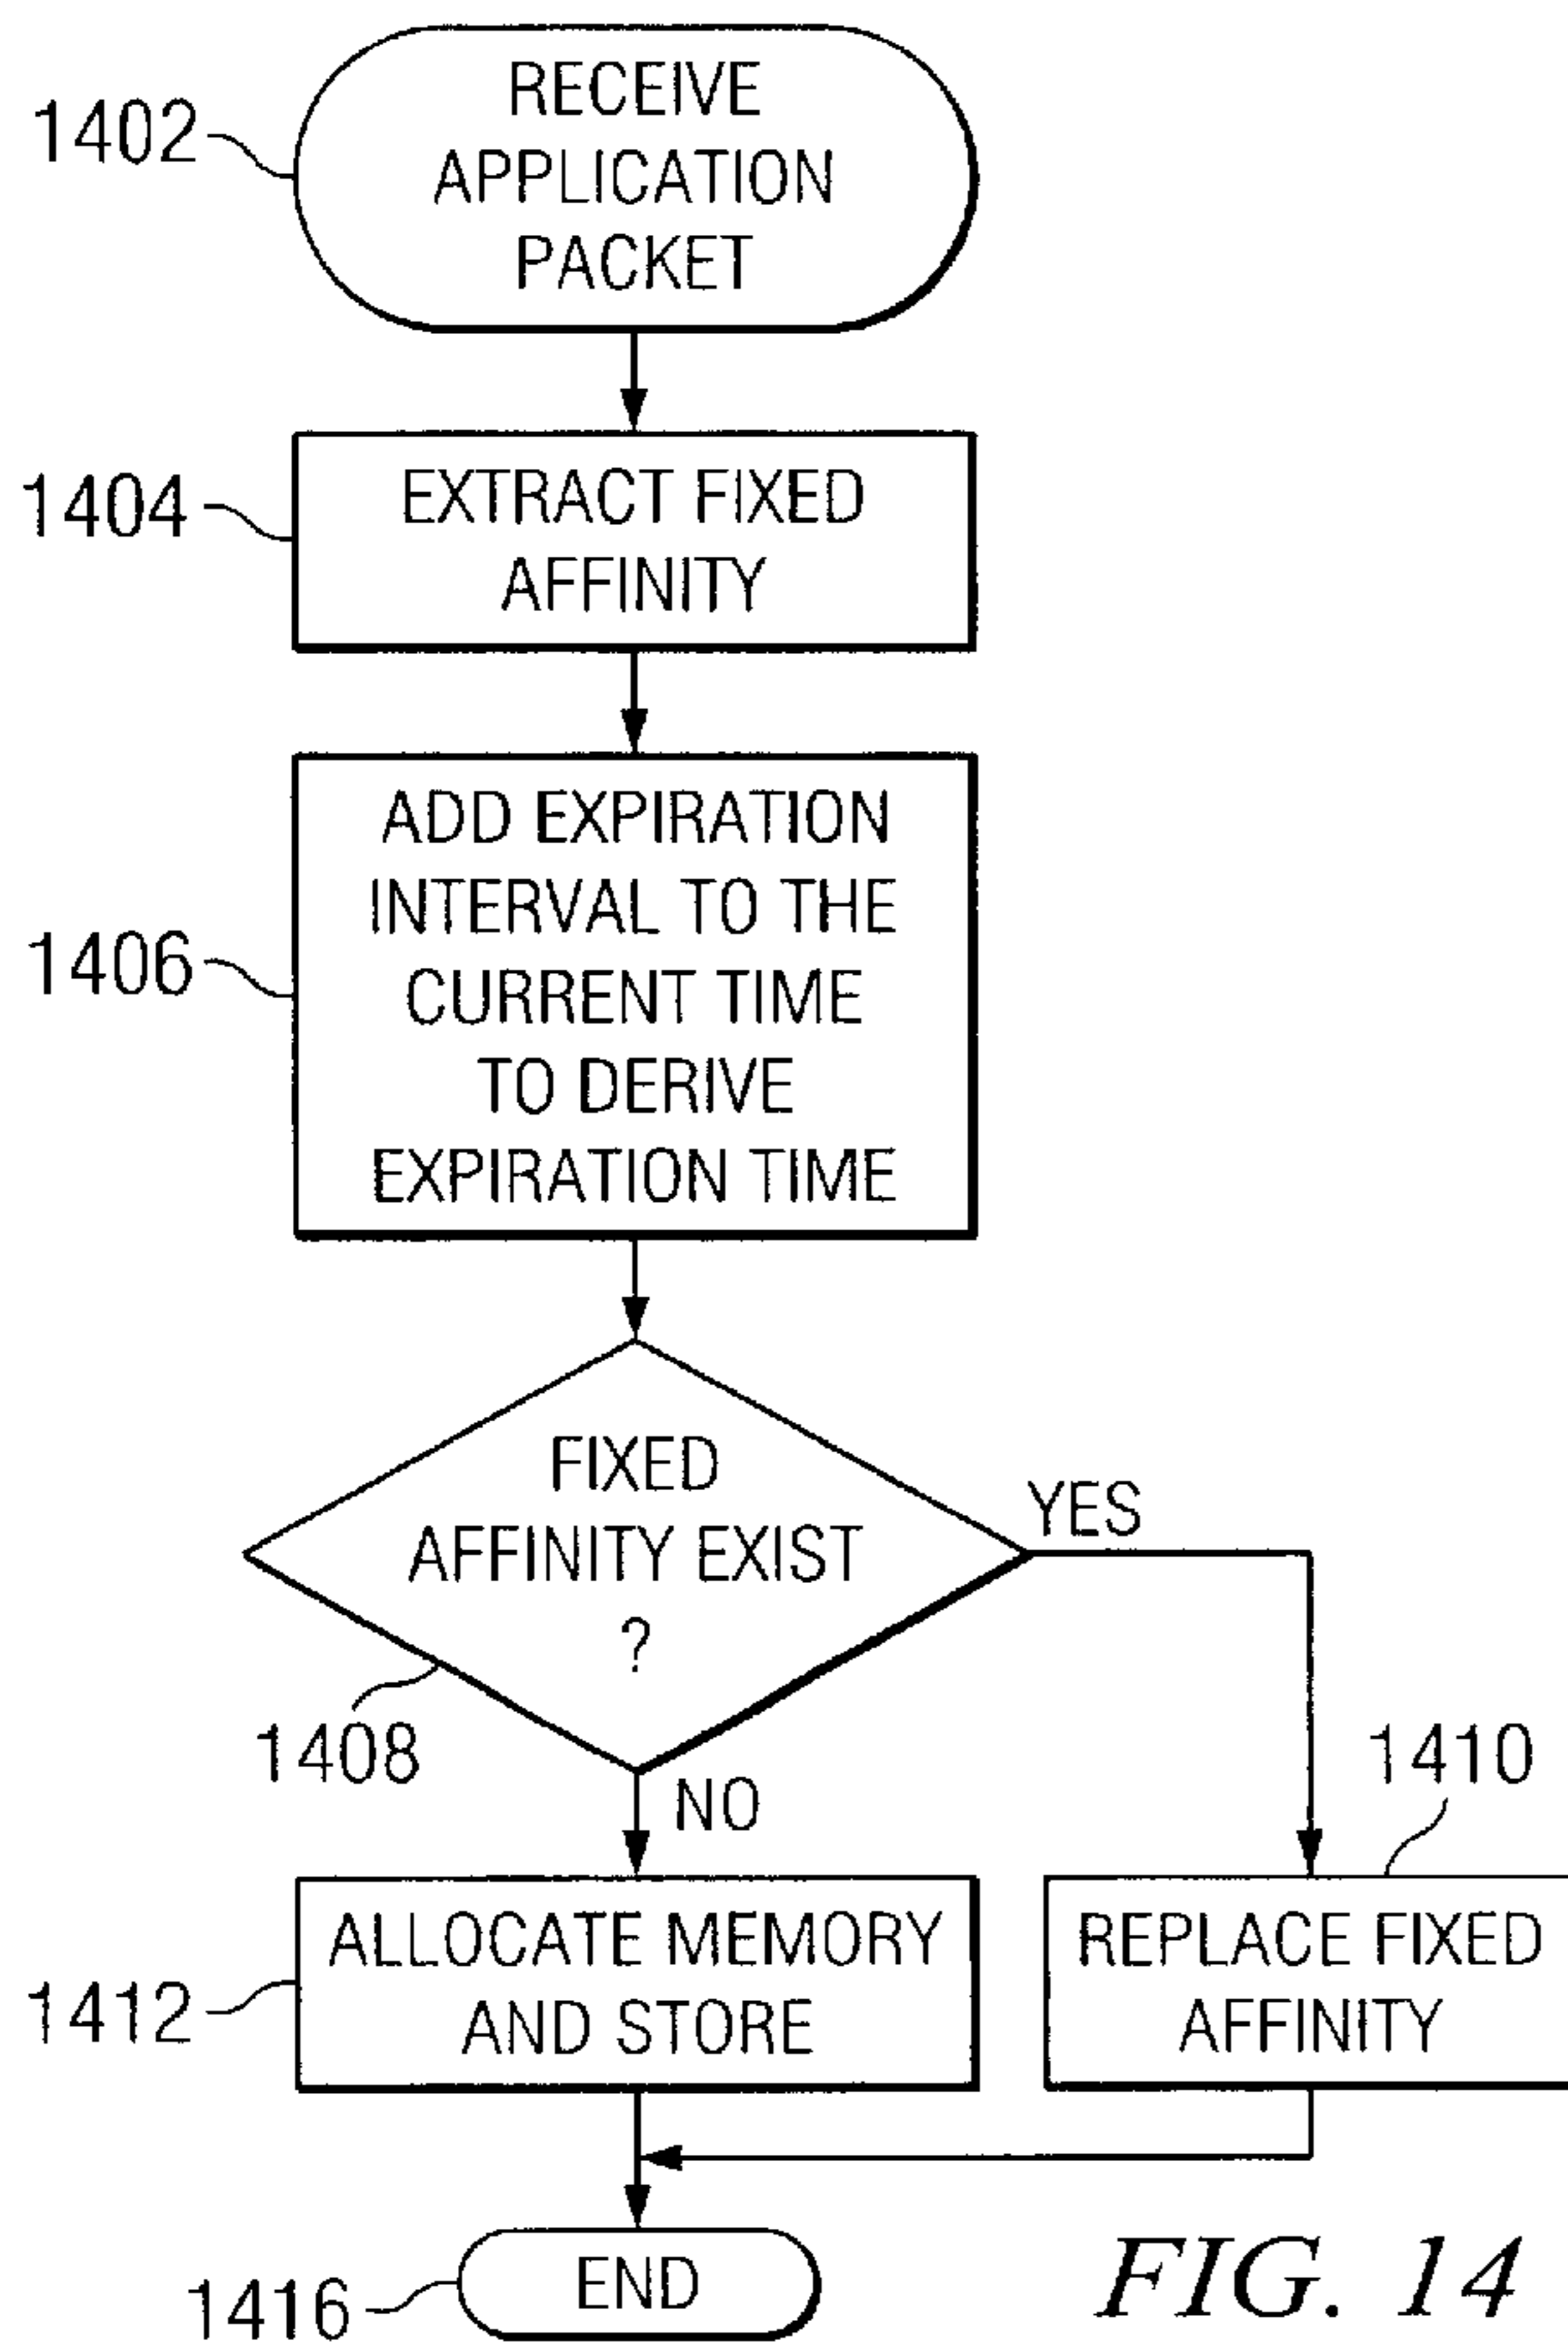 1402
RECEIVE
APPLICATION
PACKET
1404
EXTRACT FIXED
AFFINITY
1406
ADD EXPIRATION
INTERVAL TO THE
CURRENT TIME
TO DERIVE
EXPIRATION TIME
FIXED
AFFINITY EXIST
?
YES
1408
NO
1410
1412
ALLOCATE MEMORY
AND STORE
REPLACE FIXED
AFFINITY
1416
END
FIG. 14